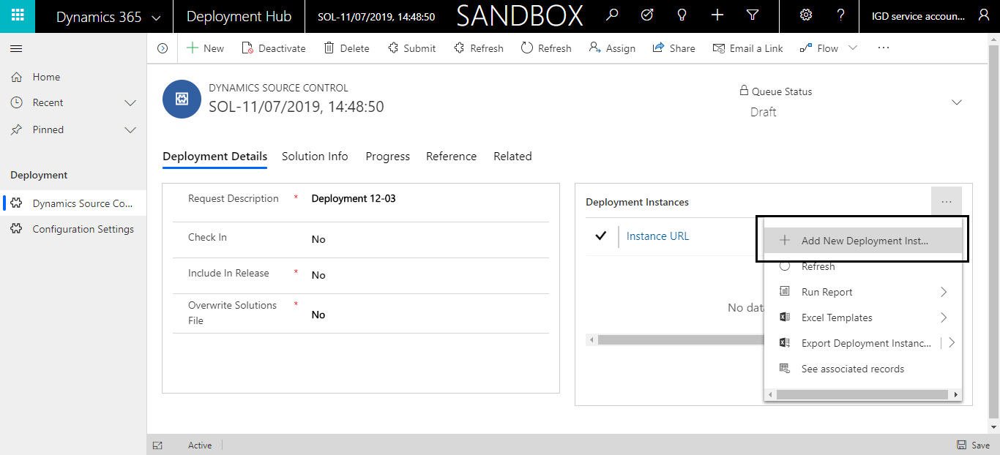 Dynamics 365
Deployment Hub
SOL-11/07/2019, 14:48:50
SANDBOX
IGD service accoun...
New
Deactivate
Delete
Submit
Refresh
Refresh
Assign
Share
Email a Link
Flow
Home
Recent
Pinned
Deployment
Dynamics Source Co...
Configuration Settings
DYNAMICS SOURCE CONTROL
SOL-11/07/2019, 14:48:50
Queue Status
Draft
Deployment Details
Solution Info
Progress
Reference
Related
Request Description * Deployment 12-03
Check In No
Include In Release * No
Overwrite Solutions * No
File
Deployment Instances
Instance URL
No data
Add New Deployment Inst...
Refresh
Run Report
Excel Templates
Export Deployment Instanc...
See associated records
Active
Save